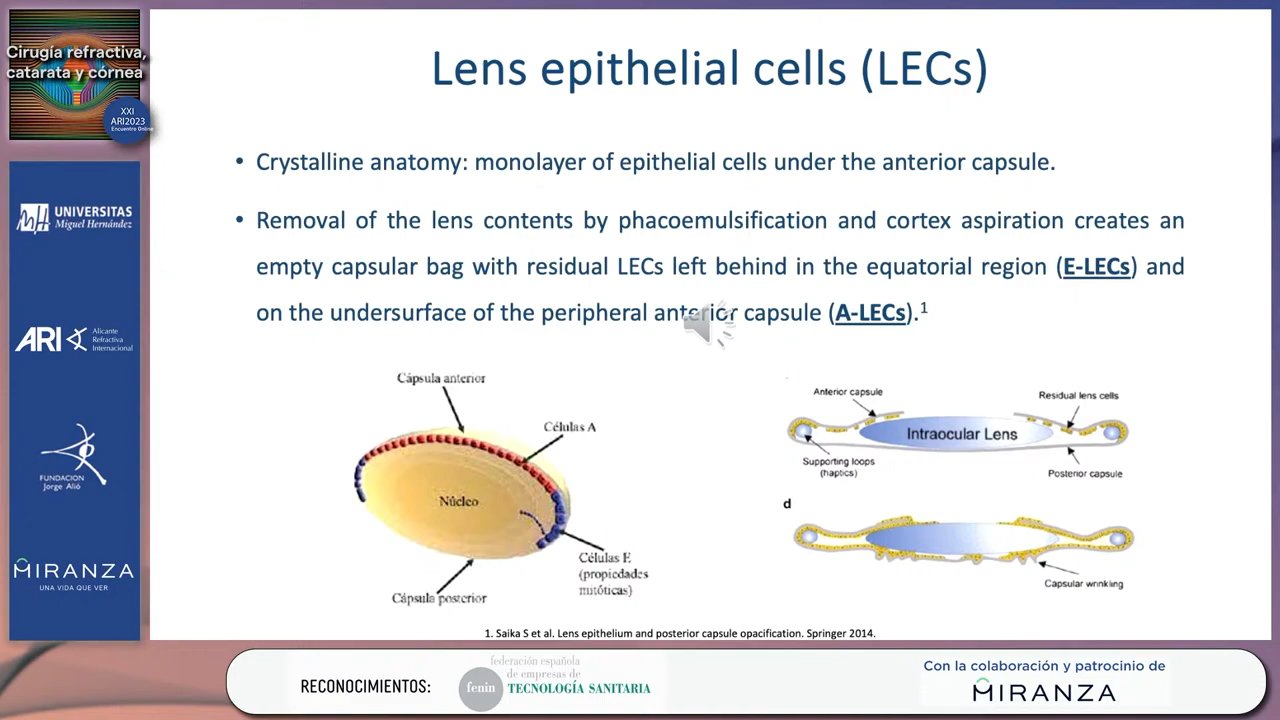 Cirugía refractiva,
catarata y córnea
XXI
ARI2023
Encuentro Online
Lens epithelial cells (LECs)
• Crystalline anatomy: monolayer of epithelial cells under the anterior capsule.
• Removal of the lens contents by phacoemulsification and cortex aspiration creates an
empty capsular bag with residual LECs left behind in the equatorial region (E-LECs) and
on the undersurface of the peripheral anterior capsule (A-LECs).1
UNIVERSITAS
Miguel Hernández
ARI
Alicante
Refractiva
Internacional
FUNDACION
Jorge Alió
MIRANZA
UNA VIDA QUE VER
Cápsula anterior
Células A
Núcleo
Células E
(propiedades
mitóticas)
Cápsula posterior
Anterior capsule
Residual lens cells
Intraocular Lens
Supporting loops
(haptics)
Posterior capsule
d
Capsular wrinkling
1. Saika S et al. Lens epithelium and posterior capsule opacification. Springer 2014.
RECONOCIMIENTOS:
fenin
federación española
de empresas de
TECNOLOGÍA SANITARIA
Con la colaboración y patrocinio de
MIRANZA